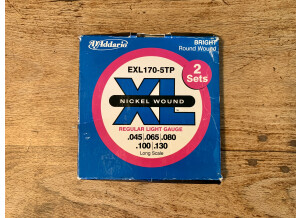 D'Addario
BRIGHT
Round Wound
EXL170-5TP
2
Sets
XL
NICKEL WOUND
REGULAR LIGHT GAUGE
.045|.065|.080
.100|.130
Long Scale